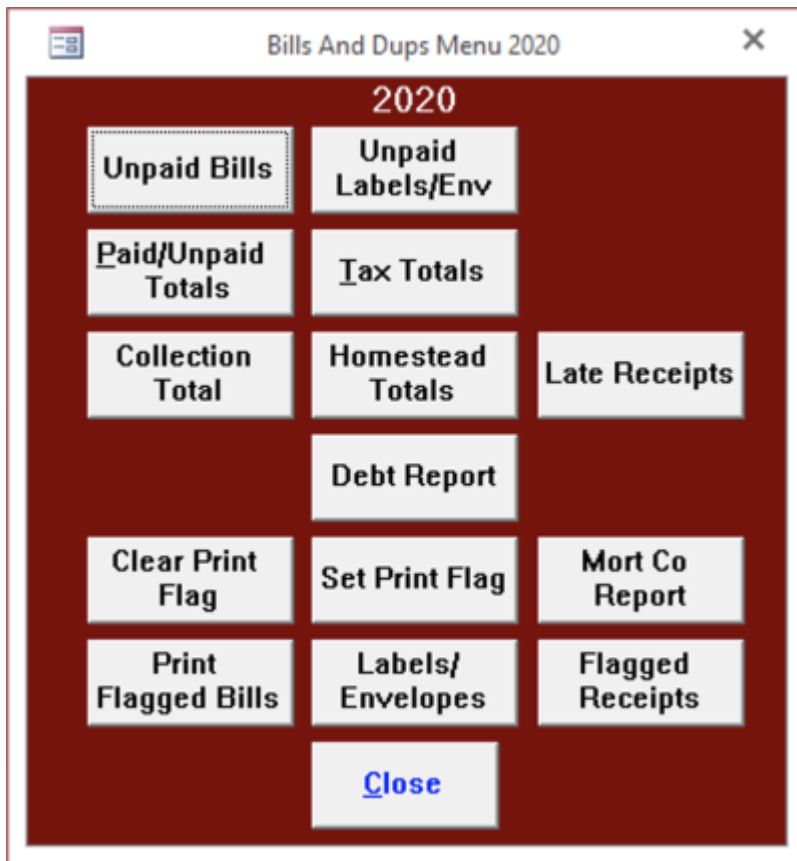 Bills And Dups Menu 2020
2020
Unpaid Bills
Unpaid
Labels/Env
Paid/Unpaid
Totals
Tax Totals
Collection
Total
Homestead
Totals
Late Receipts
Debt Report
Clear Print
Flag
Set Print Flag
Mort Co
Report
Print
Flagged Bills
Labels/
Envelopes
Flagged
Receipts
Close